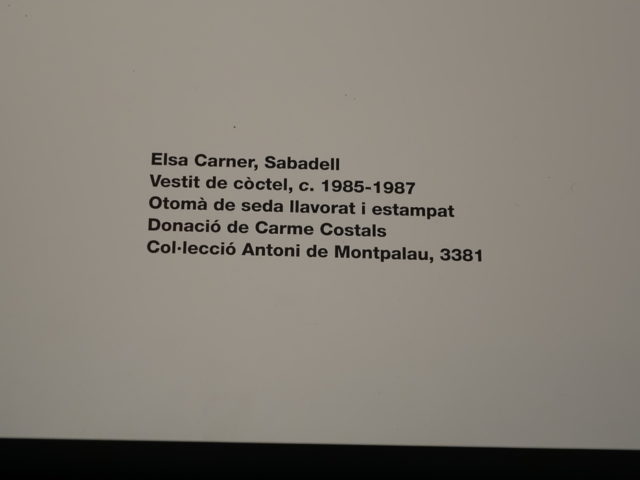 Elsa Carner, Sabadell
Vestit de còctel, c. 1985-1987
Otomà de seda llavorat i estampat
Donació de Carme Costals
Col·lecció Antoni de Montpalau, 3381